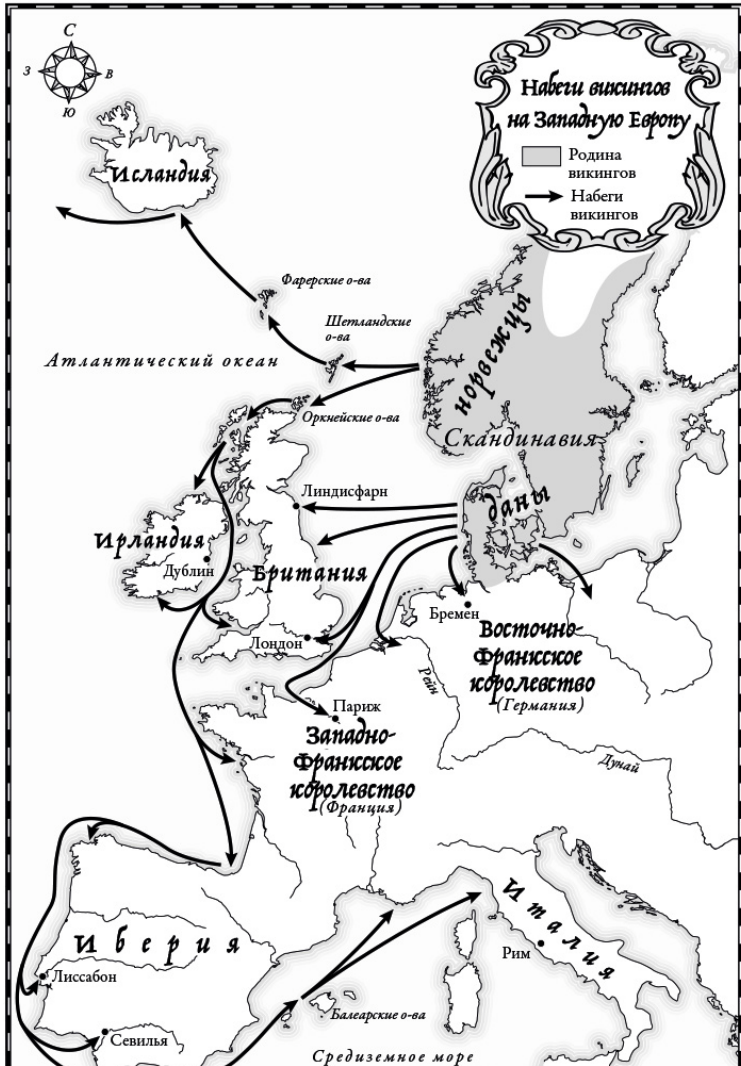 С
З
В
Ю
Набеги викингов
на Западную Европу
Родина
викингов
Набеги
викингов
Исландия
Фарерские о-ва
Шетландские
о-ва
Атлантический океан
Оркнейские о-ва
норвежцы
Скандинавия
Линдисфарн
даны
Ирландия
Дублин
Британия
Лондон
Бремен
Восточно-
Франкское
королевство
(Германия)
Рейн
Париж
Западно-
Франкское
королевство
(Франция)
Дунай
Иберия
Италия
Рим
Лиссабон
Севилья
Балеарские о-ва
Средиземное море